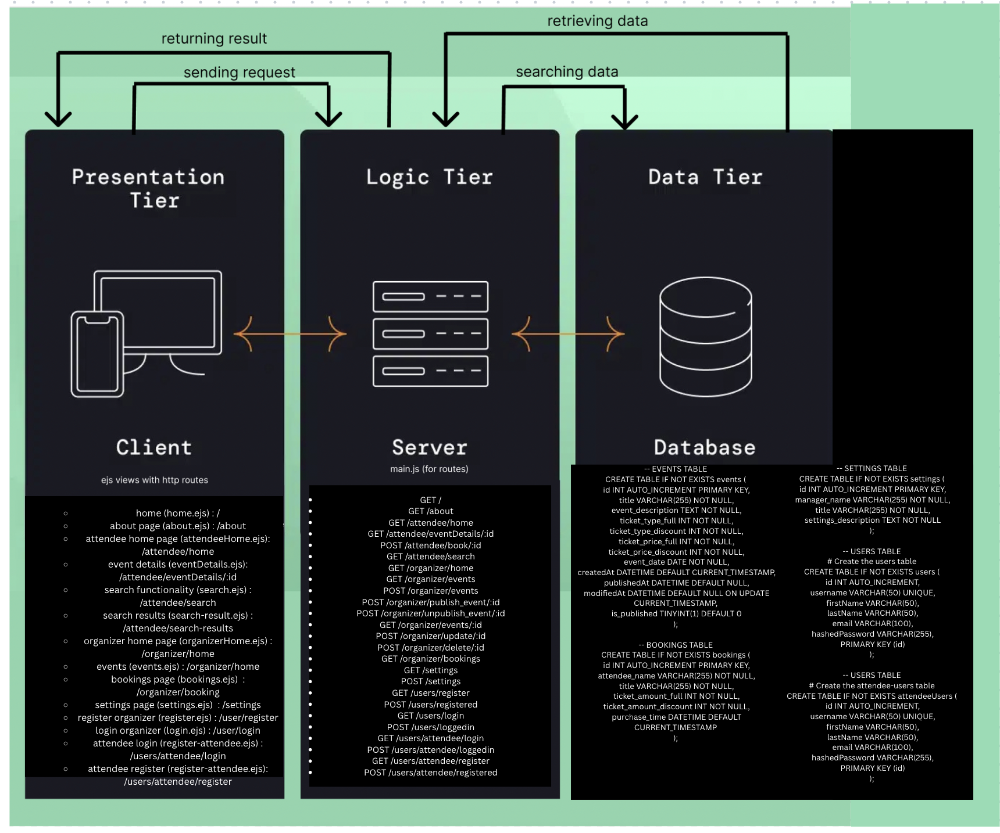 retrieving data
returning result
sending request
searching data
Presentation
Tier
Client
ejs views with http routes
home (home.ejs) : /
about page (about.ejs) : /about
attendee home page (attendeeHome.ejs):
/attendee/home
event details (eventDetails.ejs):
/attendee/eventDetails/:id
search functionality (search.ejs) :
/attendee/search
search results (search-result.ejs) :
/attendee/search-results
organizer home page (organizerHome.ejs) :
/organizer/home
events (events.ejs) : /organizer/home
bookings page (bookings.ejs)  :
/organizer/booking
settings page (settings.ejs)  : /settings
register organizer (register.ejs) : /user/register
login organizer (login.ejs) : /user/login
attendee login (register-attendee.ejs) :
/users/attendee/login
attendee register (register-attendee.ejs):
/users/attendee/register
Logic Tier
Server
main.js (for routes)
GET /
GET /about
GET /attendee/home
GET /attendee/eventDetails/:id
POST /attendee/book/:id
GET /attendee/search
GET /organizer/home
GET /organizer/events
POST /organizer/events
POST /organizer/publish_event/:id
POST /organizer/unpublish_event/:id
GET /organizer/events/:id
POST /organizer/update/:id
POST /organizer/delete/:id
GET /organizer/bookings
GET /settings
POST /settings
GET /users/register
POST /users/registered
GET /users/login
POST /users/loggedin
GET /users/attendee/login
POST /users/attendee/loggedin
GET /users/attendee/register
POST /users/attendee/registered
Data Tier
Database
-- EVENTS TABLE
CREATE TABLE IF NOT EXISTS events (
id INT AUTO_INCREMENT PRIMARY KEY,
title VARCHAR(255) NOT NULL,
event_description TEXT NOT NULL,
ticket_type_full INT NOT NULL,
ticket_type_discount INT NOT NULL,
ticket_price_full INT NOT NULL,
ticket_price_discount INT NOT NULL,
event_date DATE NOT NULL,
createdAt DATETIME DEFAULT CURRENT_TIMESTAMP,
publishedAt DATETIME DEFAULT NULL,
modifiedAt DATETIME DEFAULT NULL ON UPDATE
CURRENT_TIMESTAMP,
is_published TINYINT(1) DEFAULT 0
);
-- BOOKINGS TABLE
CREATE TABLE IF NOT EXISTS bookings (
id INT AUTO_INCREMENT PRIMARY KEY,
attendee_name VARCHAR(255) NOT NULL,
title VARCHAR(255) NOT NULL,
ticket_amount_full INT NOT NULL,
ticket_amount_discount INT NOT NULL,
purchase_time DATETIME DEFAULT
CURRENT_TIMESTAMP
);
-- SETTINGS TABLE
CREATE TABLE IF NOT EXISTS settings (
id INT AUTO_INCREMENT PRIMARY KEY,
manager_name VARCHAR(255) NOT NULL,
title VARCHAR(255) NOT NULL,
settings_description TEXT NOT NULL
);
-- USERS TABLE
# Create the users table
CREATE TABLE IF NOT EXISTS users (
id INT AUTO_INCREMENT,
username VARCHAR(50) UNIQUE,
firstName VARCHAR(50),
lastName VARCHAR(50),
email VARCHAR(100),
hashedPassword VARCHAR(255),
PRIMARY KEY (id)
);
-- USERS TABLE
# Create the attendee-users table
CREATE TABLE IF NOT EXISTS attendeeUsers (
id INT AUTO_INCREMENT,
username VARCHAR(50) UNIQUE,
firstName VARCHAR(50),
lastName VARCHAR(50),
email VARCHAR(100),
hashedPassword VARCHAR(255),
PRIMARY KEY (id)
);